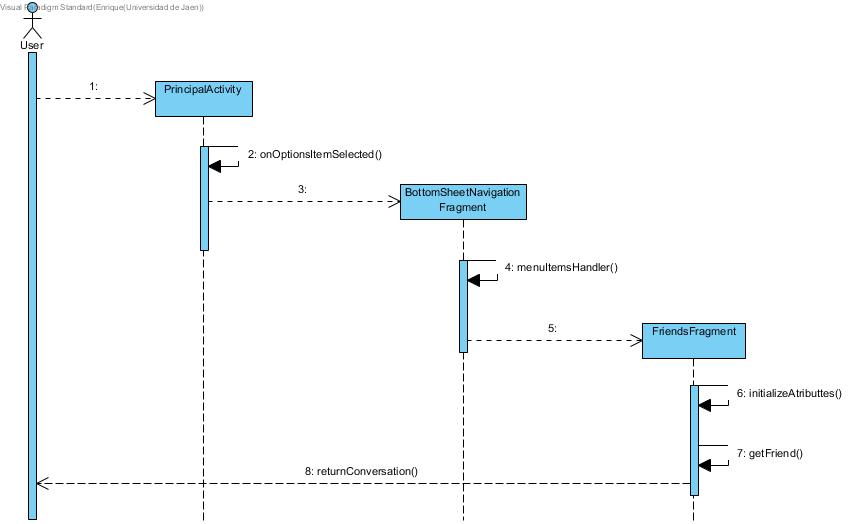 Visual Paradigm Standard(Enrique(Universidad de Jaen))
User
1:
PrincipalActivity
2: onOptionsItemSelected()
3:
BottomSheetNavigation
Fragment
4: menuItemsHandler()
5:
FriendsFragment
6: initializeAtributtes()
7: getFriend()
8: returnConversation()